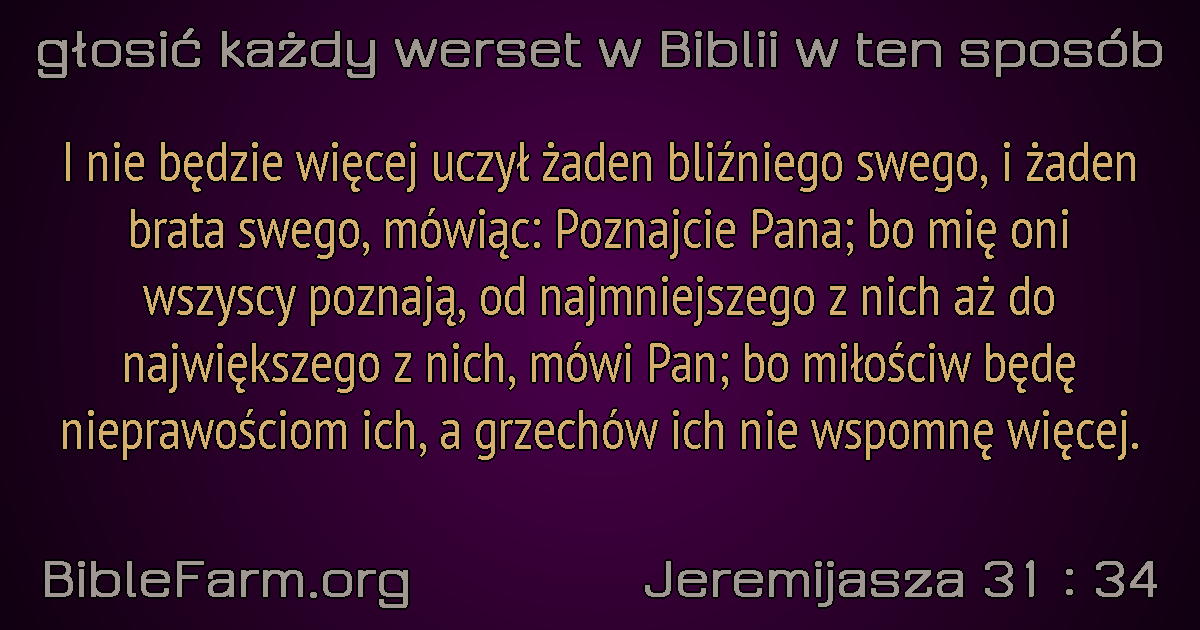 głosić każdy werset w Biblii w ten sposób
I nie będzie więcej uczył żaden bliźniego swego, i żaden
brata swego, mówiąc: Poznajcie Pana; bo mię oni
wszyscy poznają, od najmniejszego z nich aż do
największego z nich, mówi Pan; bo miłościw będę
nieprawościom ich, a grzechów ich nie wspomnę więcej.
BibleFarm.org
Jeremijasza 31 : 34